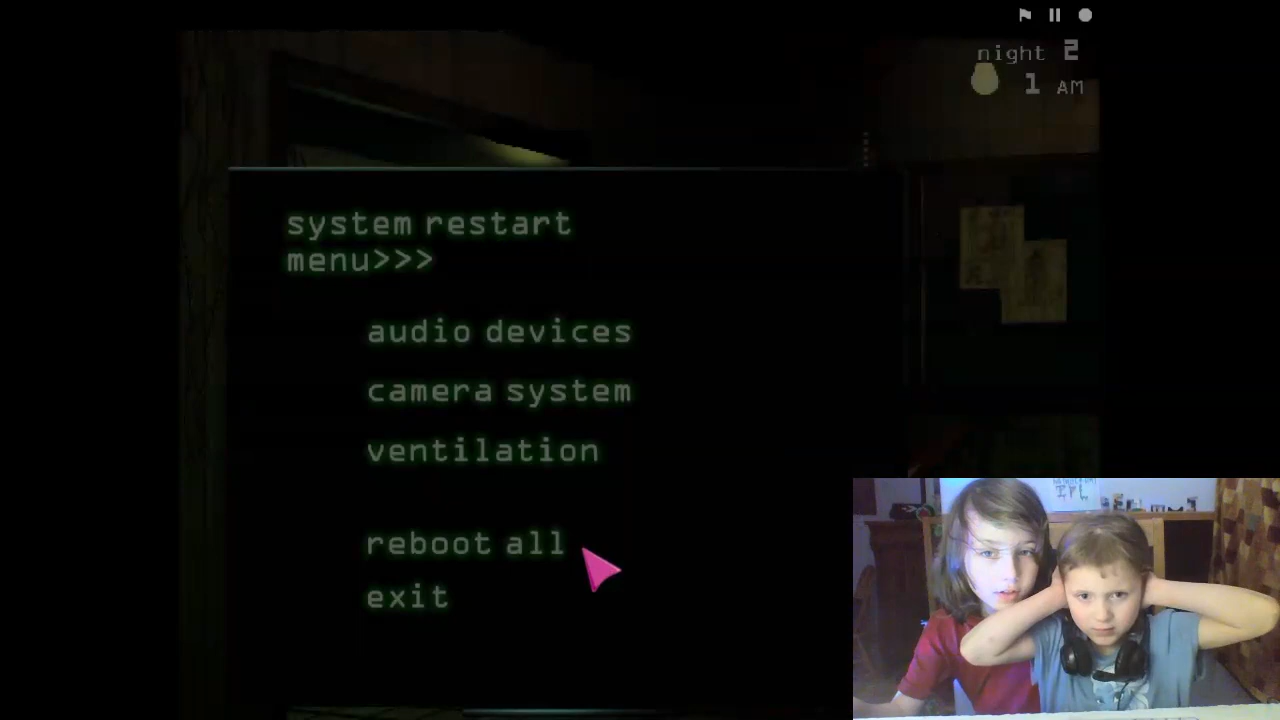 night 2
1 AM
system restart
menu>>>
audio devices
camera system
ventilation
reboot all
exit